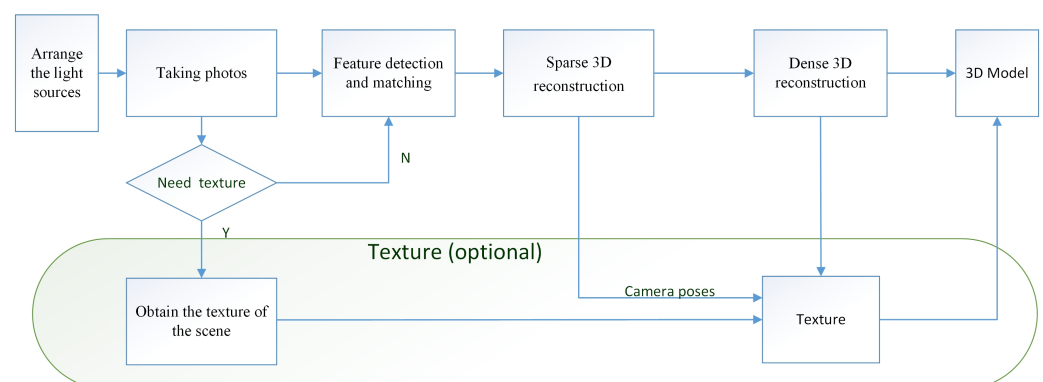 Arrange
the light
sources
Taking photos
Feature detection
and matching
Sparse 3D
reconstruction
Dense 3D
reconstruction
3D Model
Need texture
N
Y
Texture (optional)
Obtain the texture of
the scene
Camera poses
Texture